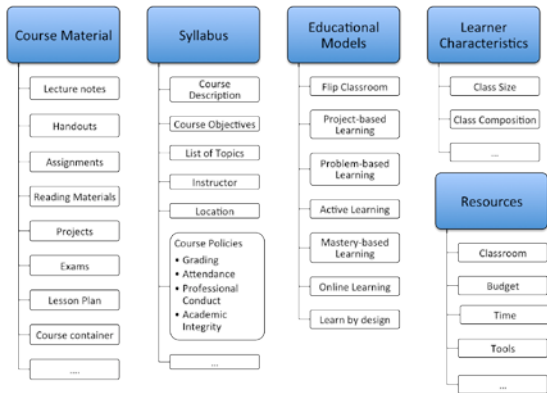 Course Material
Lecture notes
Handouts
Assignments
Reading Materials
Projects
Exams
Lesson Plan
Course container
....
Syllabus
Course
Description
Course Objectives
List of Topics
Instructor
Location
Course Policies
• Grading
• Attendance
• Professional
Conduct
• Academic
Integrity
...
Educational
Models
Flip Classroom
Project-based
Learning
Problem-based
Learning
Active Learning
Mastery-based
Learning
Online Learning
Learn by design
Learner
Characteristics
Class Size
Class Composition
...
Resources
Classroom
Budget
Time
Tools
...